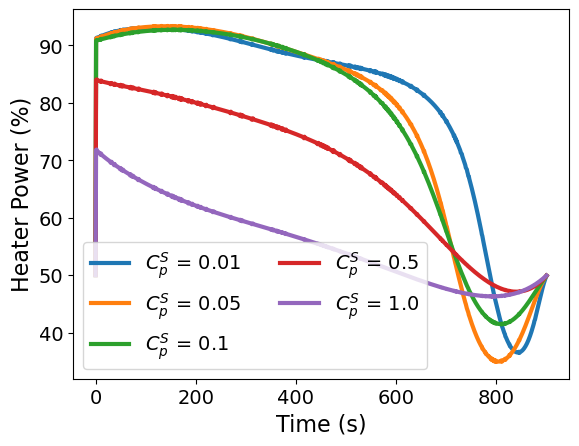 90
80
70
60
50
40
Heater Power (%)
$C_p^S$ = 0.01
$C_p^S$ = 0.05
$C_p^S$ = 0.1
$C_p^S$ = 0.5
$C_p^S$ = 1.0
0 200 400 600 800
Time (s)